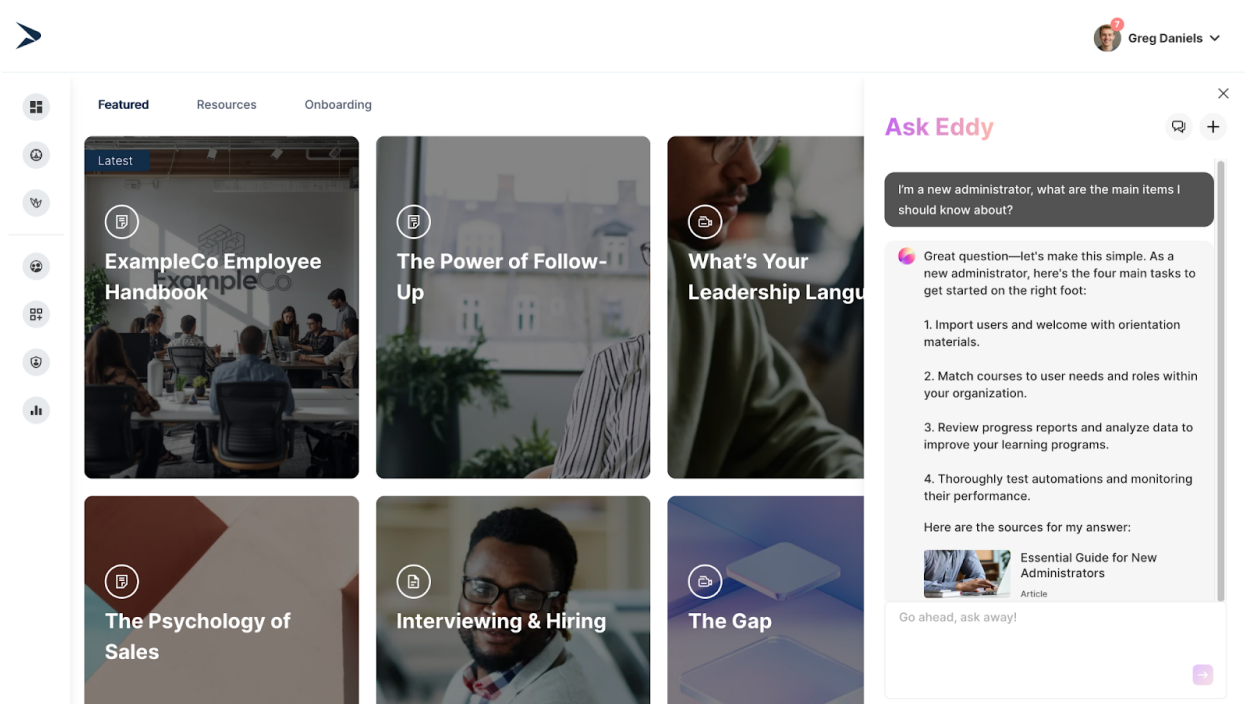 7
Greg Daniels
Featured
Resources
Onboarding
Latest
ExampleCo
ExampleCo Employee
Handbook
The Power of Follow-
Up
What's Your
Leadership Langu
The Psychology of
Sales
Interviewing & Hiring
The Gap
Ask Eddy
I'm a new administrator, what are the main items I
should know about?
Great question—let's make this simple. As a
new administrator, here's the four main tasks to
get started on the right foot:
1. Import users and welcome with orientation
materials.
2. Match courses to user needs and roles within
your organization.
3. Review progress reports and analyze data to
improve your learning programs.
4. Thoroughly test automations and monitoring
their performance.
Here are the sources for my answer:
Essential Guide for New
Administrators
Article
Go ahead, ask away!